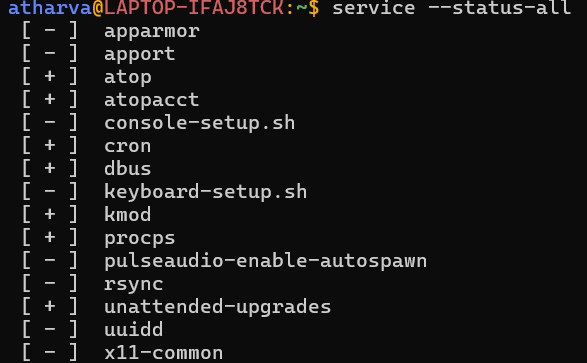 atharva@LAPTOP-IFAJ8TCK:~$ service --status-all
[ - ] apparmor
[ - ] apport
[ + ] atop
[ + ] atopacct
[ - ] console-setup.sh
[ + ] cron
[ + ] dbus
[ - ] keyboard-setup.sh
[ + ] kmod
[ + ] procps
[ - ] pulseaudio-enable-autospawn
[ - ] rsync
[ + ] unattended-upgrades
[ - ] uuidd
[ - ] x11-common